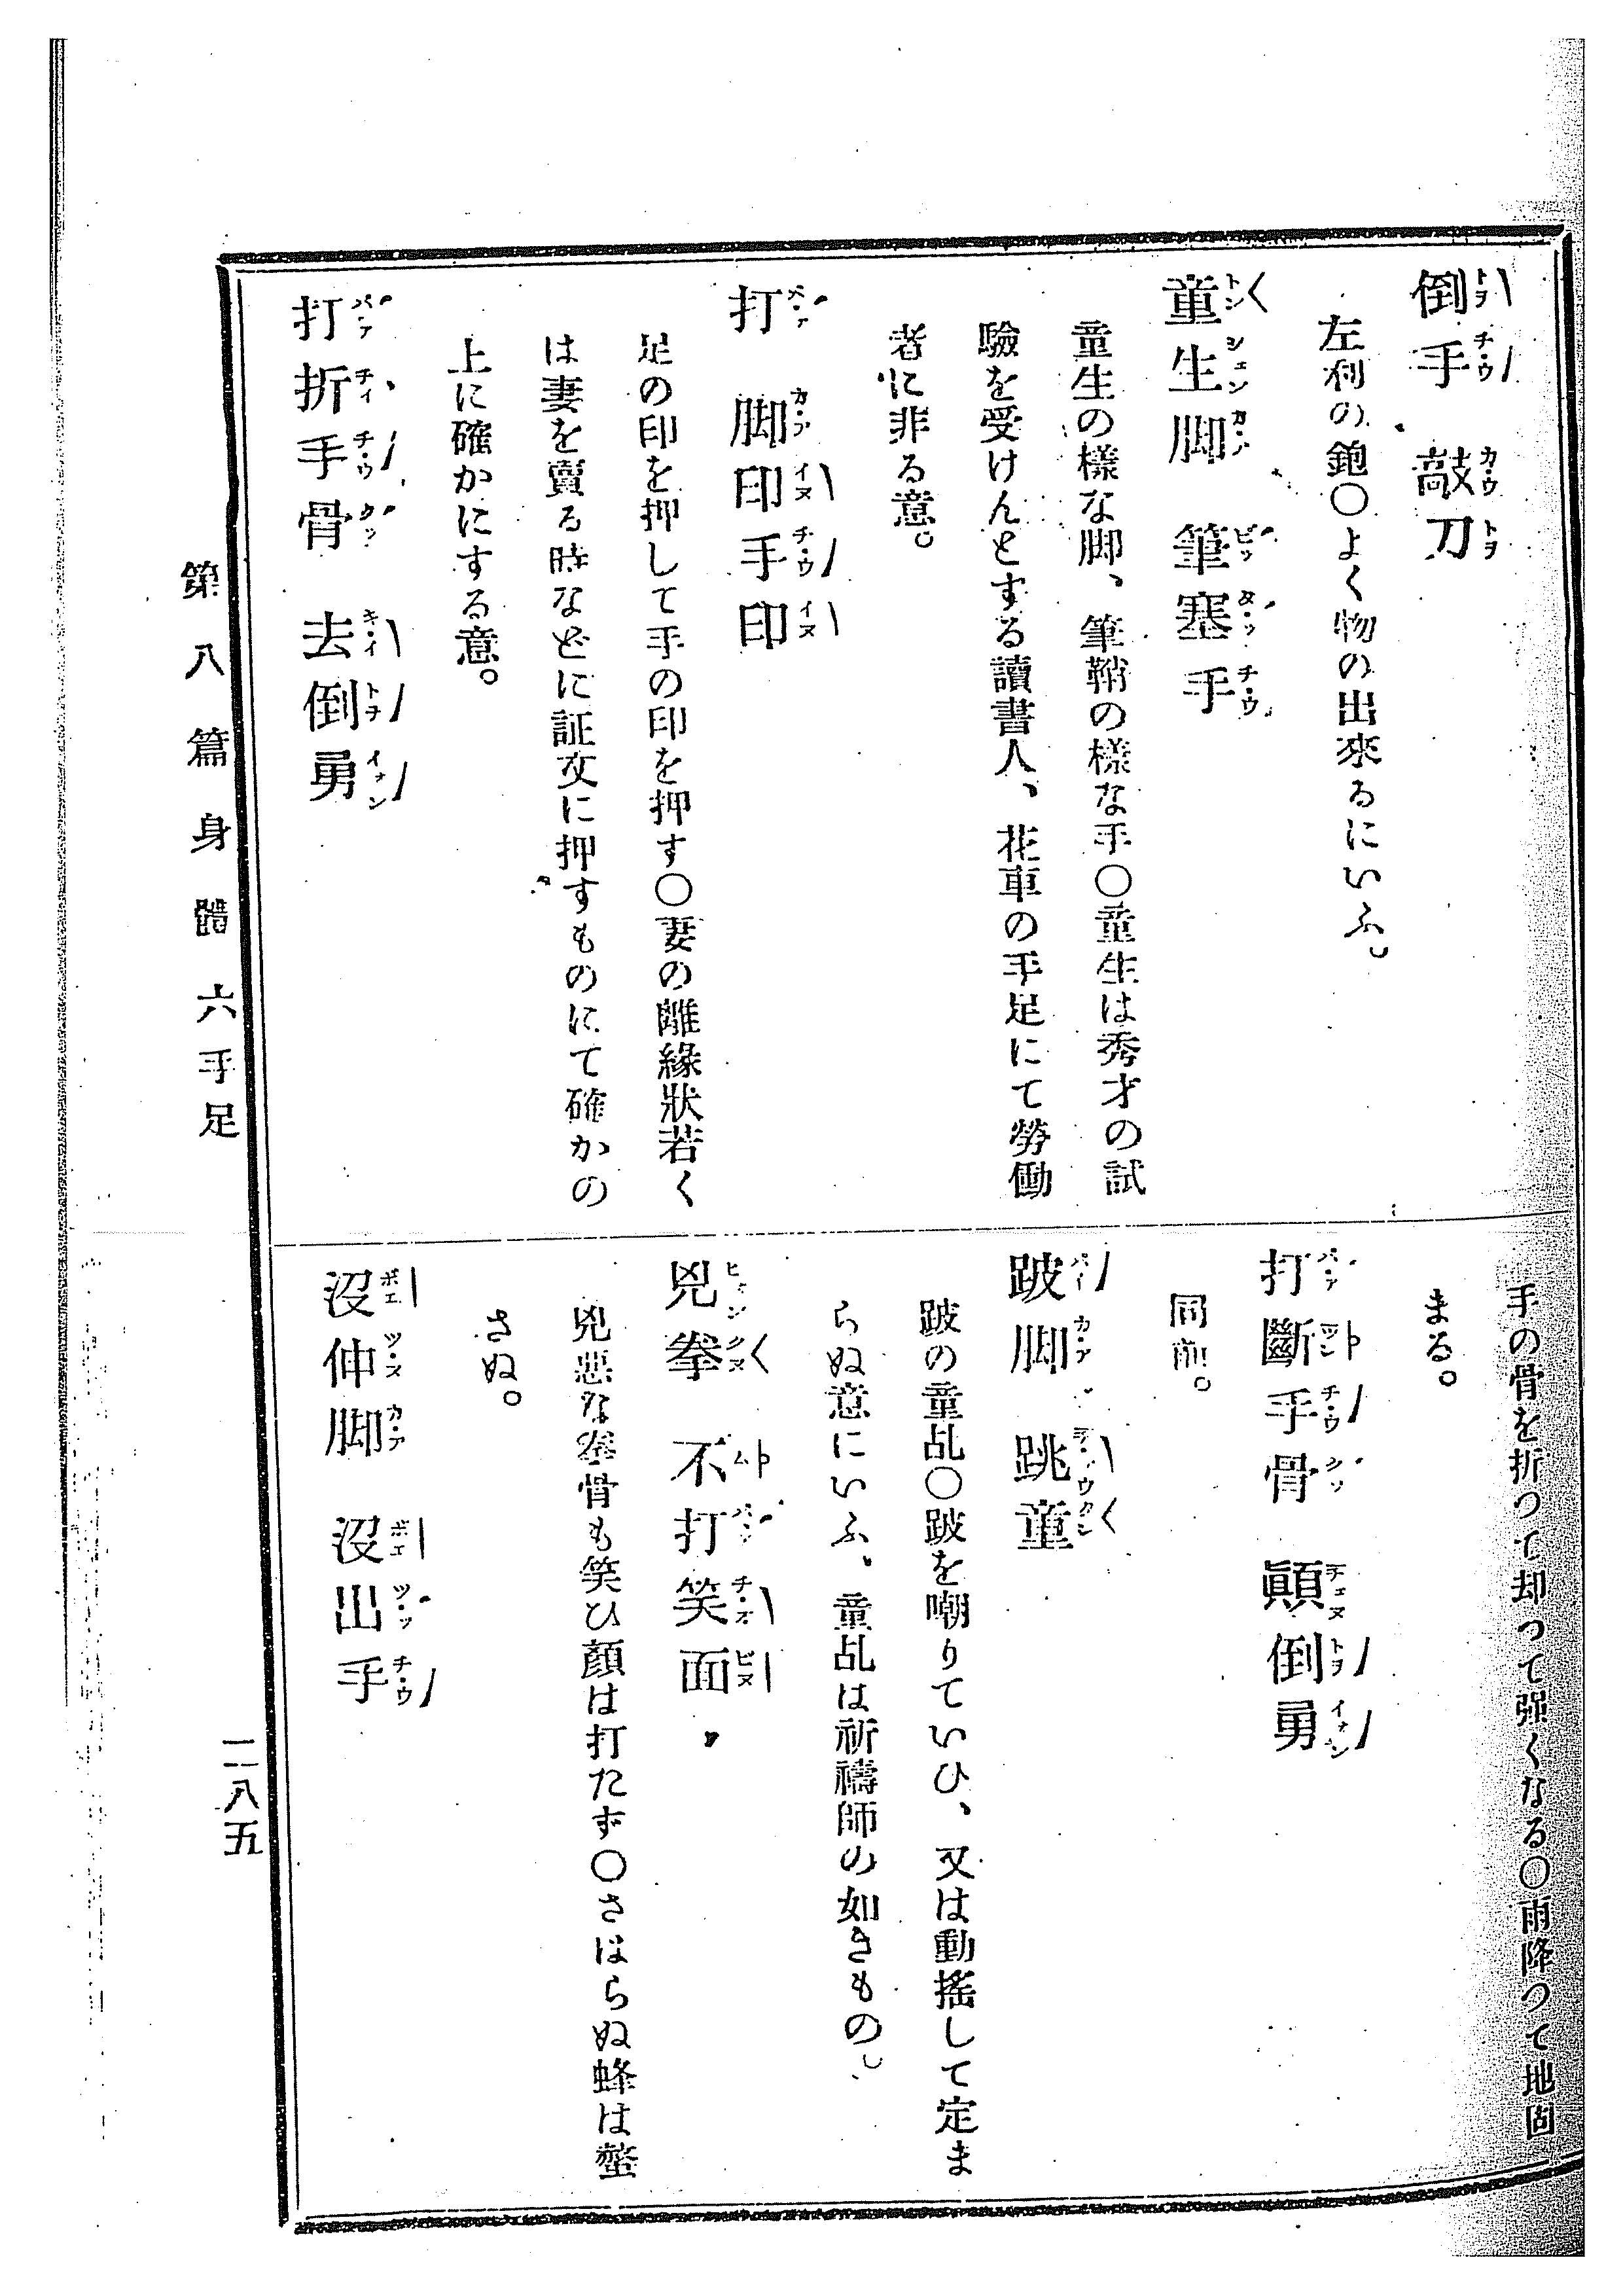 倒手　敲刀
左利の鉋〇よく物の出來るにいふ。
童生脚　筆塞手
童生の樣な脚、筆鞘の樣な手〇童生は秀才の試
驗を受けんとする讀書人、花車の手足にて勞働
者に非る意。
打　脚印手印
足の印を押して手の印を押す〇妻の離緣狀若く
は妻を賣る時などに証文に押すものにて確かの
上に確かにする意。
打折手骨　去倒勇
手の骨を折つて却つて强くなる〇雨降つて地固
まる。
打斷手骨　顚倒勇
同前。
跛脚　跳童
跛の童乩〇跛を嘲りていひ、又は動搖して定ま
らぬ意にいふ、童乩は祈禱師の如きもの。
兇拳　不打笑面
兇惡な拳骨も笑ひ顏は打たず〇さはらぬ蜂は螫
さぬ。
沒伸脚　沒出手
第八篇身體　六手足
二八五